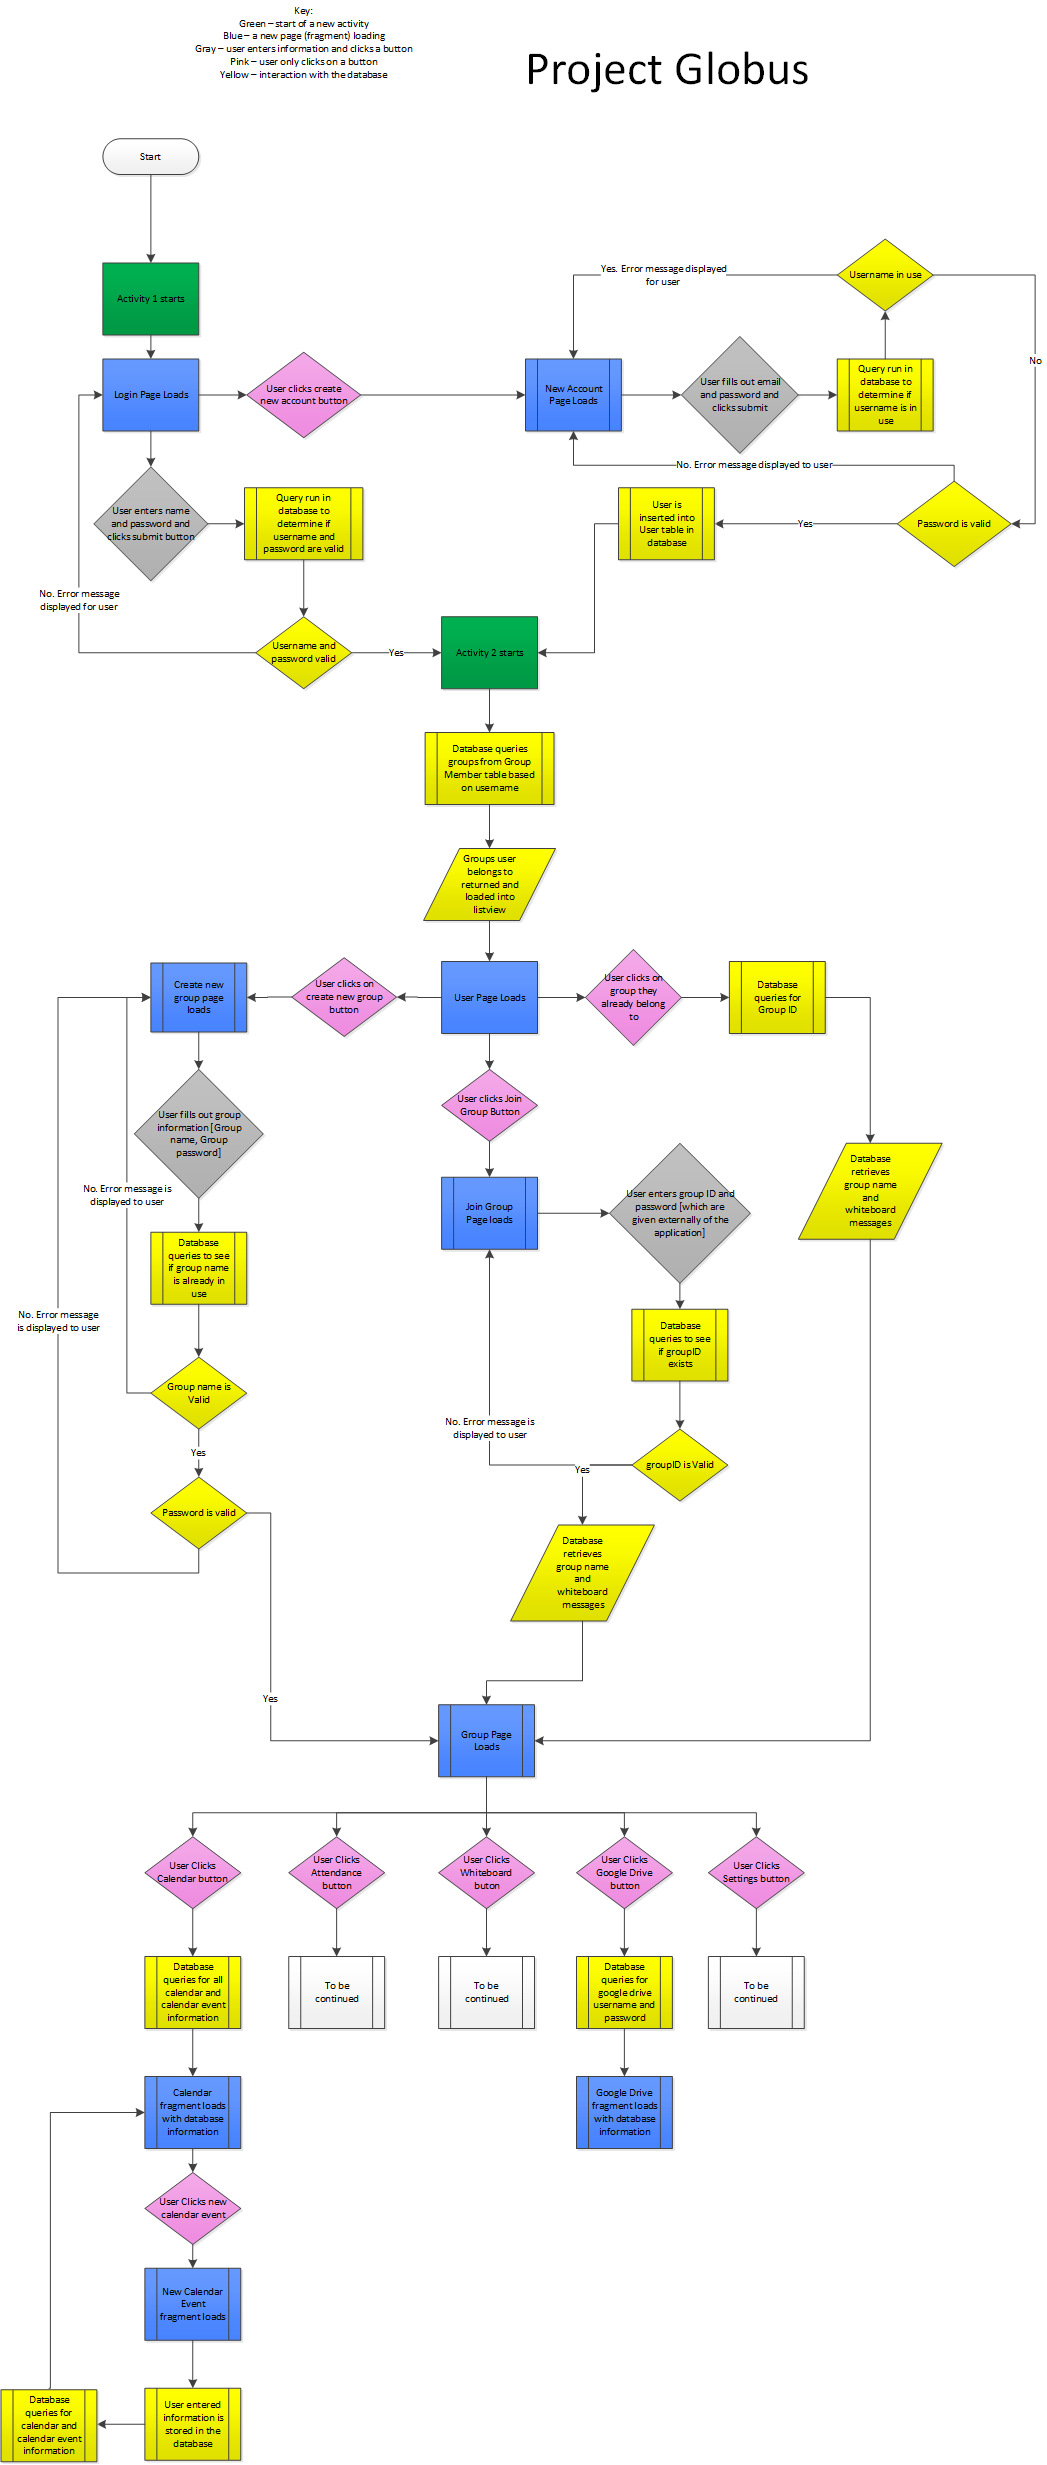 Key:
Green – start of a new activity
Blue – a new page (fragment) loading
Gray – user enters information and clicks a button
Pink – user only clicks on a button
Yellow – interaction with the database
Project Globus
Start
Activity 1 starts
Login Page Loads
User clicks create
new account button
New Account
Page Loads
User fills out email
and password and
clicks submit
Query run in
database to
determine if
username is in
use
Username in use
Yes. Error message displayed
for user
No
No. Error message displayed to user
Password is valid
Yes
User is
inserted into
User table in
database
User enters name
and password and
clicks submit button
Query run in
database to
determine if
username and
password are valid
No. Error message
displayed for user
Username and
password valid
Yes
Activity 2 starts
Database queries
groups from Group
Member table based
on username
Groups user
belongs to
returned and
loaded into
listview
User Page Loads
User clicks on
create new group
button
Create new
group page
loads
User clicks on
group they
already belong
to
Database
queries for
Group ID
Database
retrieves
group name
and
whiteboard
messages
User clicks Join
Group Button
Join Group
Page loads
User enters group ID and
password [which are
given externally of the
application]
Database
queries to see
if groupID
exists
groupID is Valid
No. Error message is
displayed to user
Yes
Database
retrieves
group name
and
whiteboard
messages
User fills out group
information [Group
name, Group
password]
No. Error message is
displayed to user
Database
queries to see
if group name
is already in
use
No. Error message
is displayed to user
Group name is
Valid
Yes
Password is valid
Yes
Group Page
Loads
User Clicks
Calendar button
User Clicks
Attendance
button
User Clicks
Whiteboard
buton
User Clicks
Google Drive
button
User Clicks
Settings button
Database
queries for all
calendar and
calendar event
information
To be
continued
To be
continued
Database
queries for
google drive
username and
password
To be
continued
Calendar
fragment loads
with database
information
Google Drive
fragment loads
with database
information
User Clicks new
calendar event
New Calendar
Event
fragment loads
User entered
information is
stored in the
database
Database
queries for
calendar and
calendar event
information